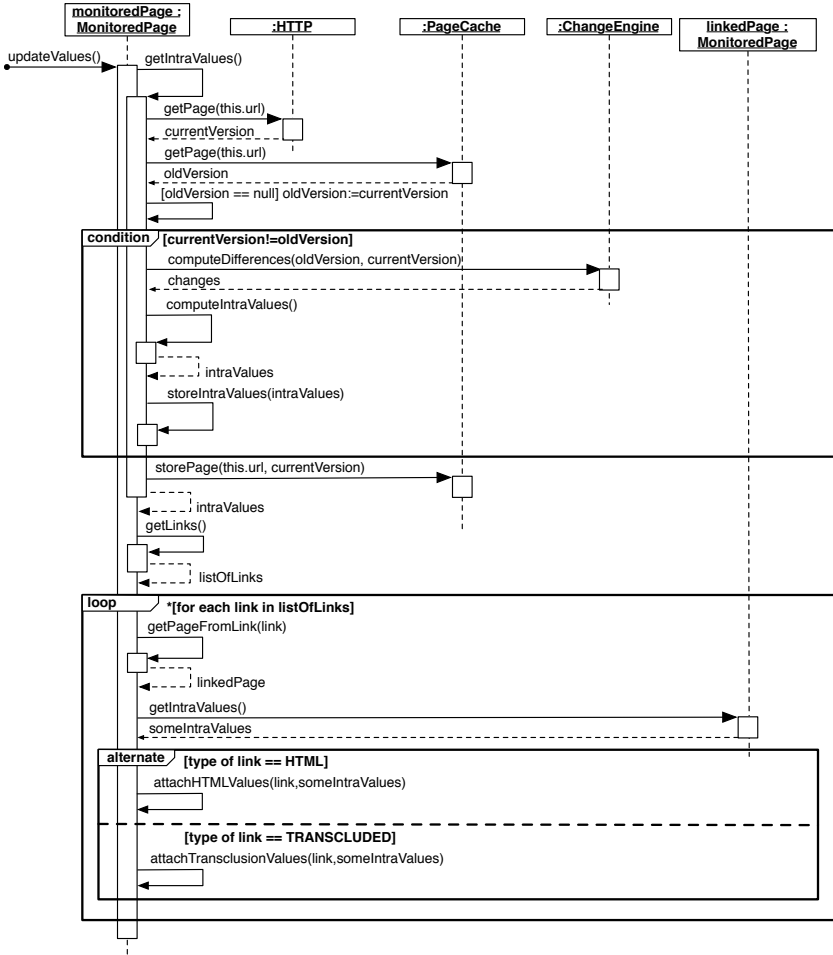 monitoredPage :
MonitoredPage
:HTTP
:PageCache
:ChangeEngine
linkedPage :
MonitoredPage
updateValues()
getIntraValues()
getPage(this.url)
currentVersion
getPage(this.url)
oldVersion
[oldVersion == null] oldVersion:=currentVersion
condition
[currentVersion!=oldVersion]
computeDifferences(oldVersion, currentVersion)
changes
computeIntraValues()
intraValues
storeIntraValues(intraValues)
storePage(this.url, currentVersion)
intraValues
getLinks()
listOfLinks
loop
*[for each link in listOfLinks]
getPageFromLink(link)
linkedPage
getIntraValues()
someIntraValues
alternate
[type of link == HTML]
attachHTMLValues(link,someIntraValues)
[type of link == TRANSCLUDED]
attachTransclusionValues(link,someIntraValues)